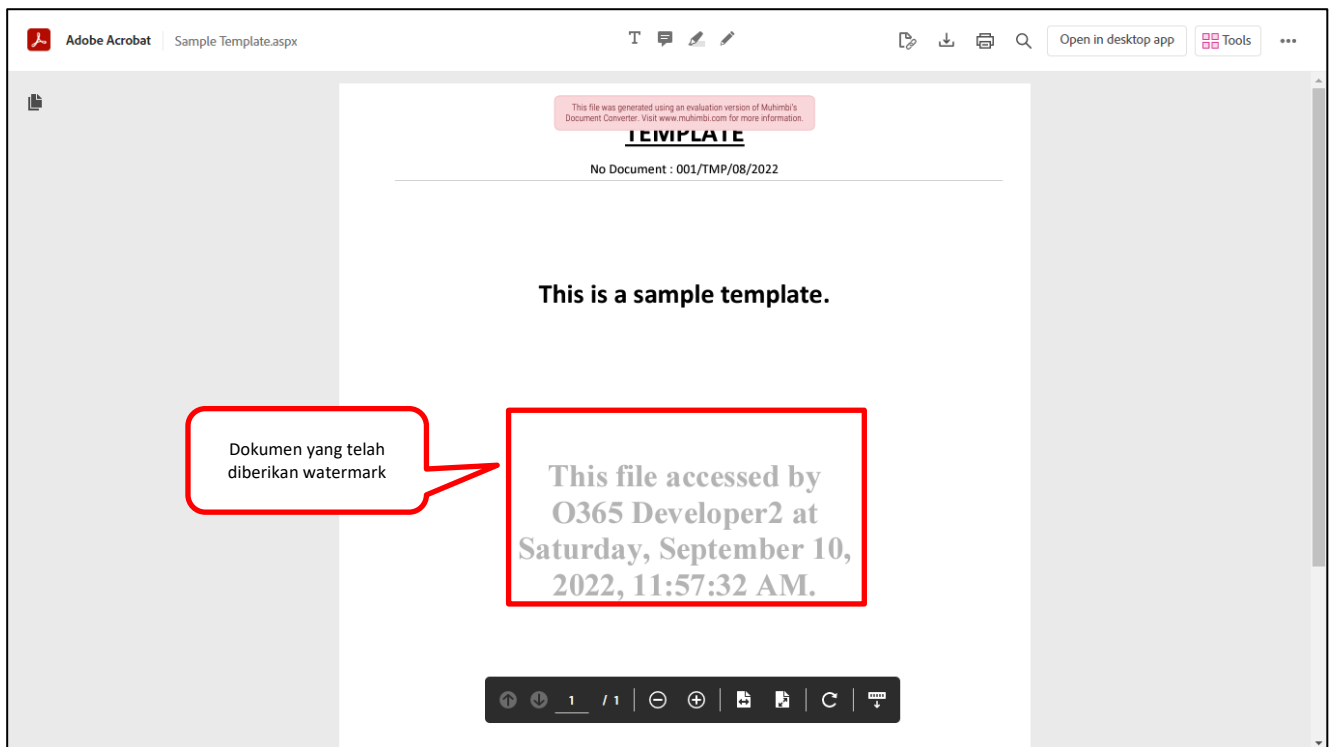 Adobe Acrobat Sample Template.aspx T Open in desktop app Tools
This file was generated using an evaluation version of Muhimbi's
Document Converter. Visit www.muhimbi.com for more information.
TEMPLATE
No Document : 001/TMP/08/2022
This is a sample template.
Dokumen yang telah
diberikan watermark
This file accessed by
O365 Developer2 at
Saturday, September 10,
2022, 11:57:32 AM.
1 / 1